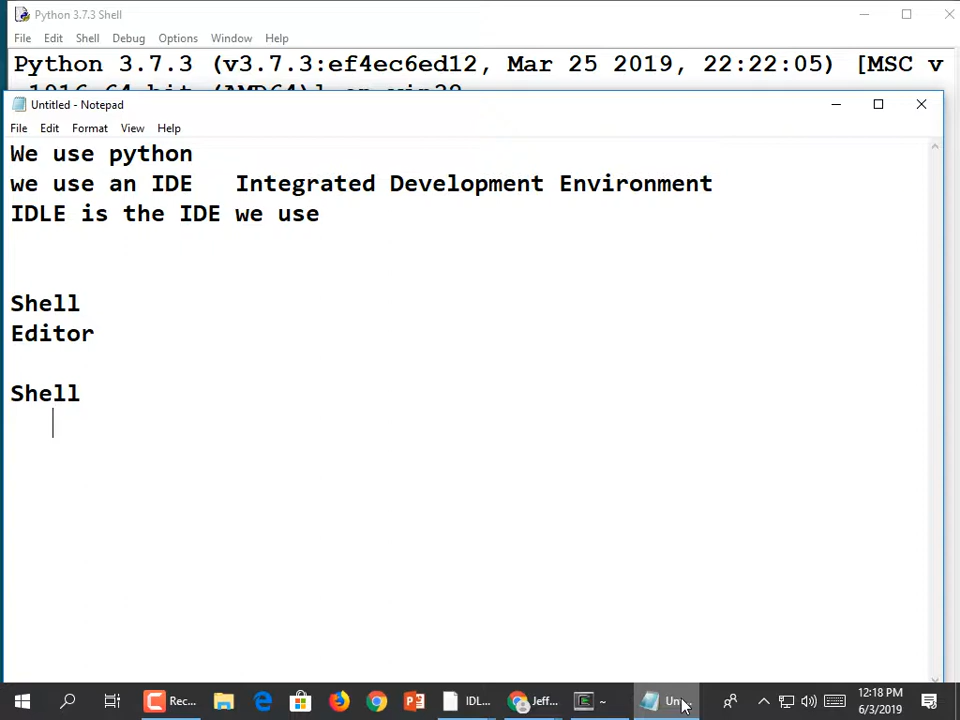 Python 3.7.3 Shell
File Edit Shell Debug Options Window Help
Python 3.7.3 (v3.7.3:ef4ec6ed12, Mar 25 2019, 22:22:05) [MSC v
Untitled - Notepad
File Edit Format View Help
We use python
we use an IDE   Integrated Development Environment
IDLE is the IDE we use
Shell
Editor
Shell
Rec... IDL... Jeff... ~
12:18 PM
6/3/2019